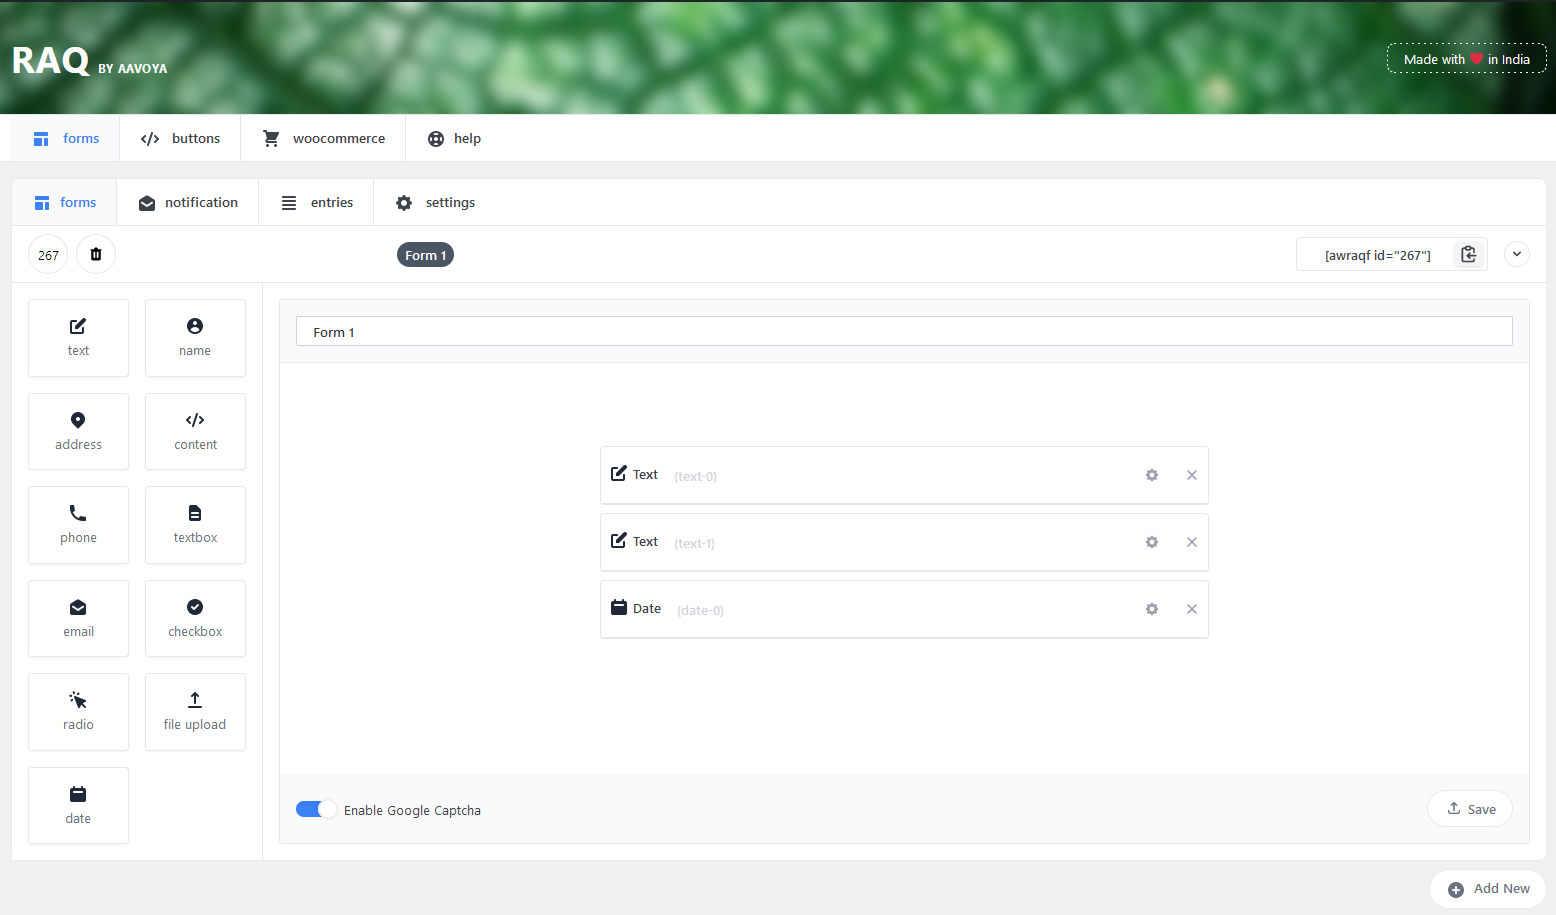 RAQ BY AAVOYA
Made with ❤ in India
forms
buttons
woocommerce
help
forms
notification
entries
settings
267
Form 1
[awraqf id="267"]
text
name
address
content
phone
textbox
email
checkbox
radio
file upload
date
Form 1
Text {text-0}
Text {text-1}
Date {date-0}
Enable Google Captcha
Save
Add New